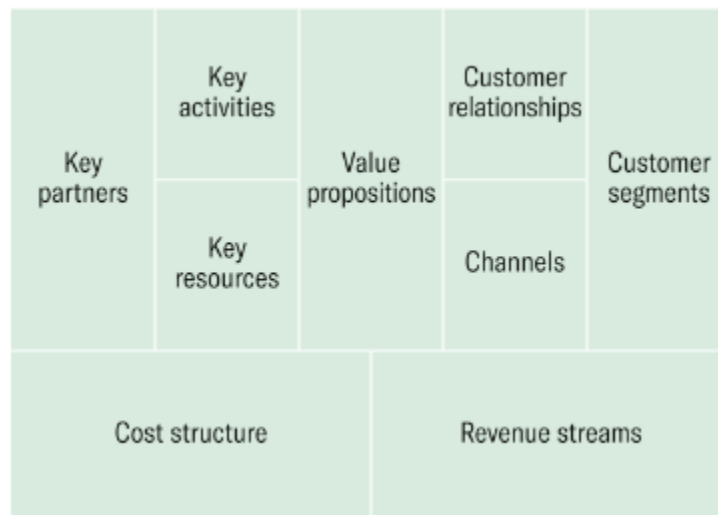 Key
partners
Key
activities
Key
resources
Value
propositions
Customer
relationships
Channels
Customer
segments
Cost structure
Revenue streams